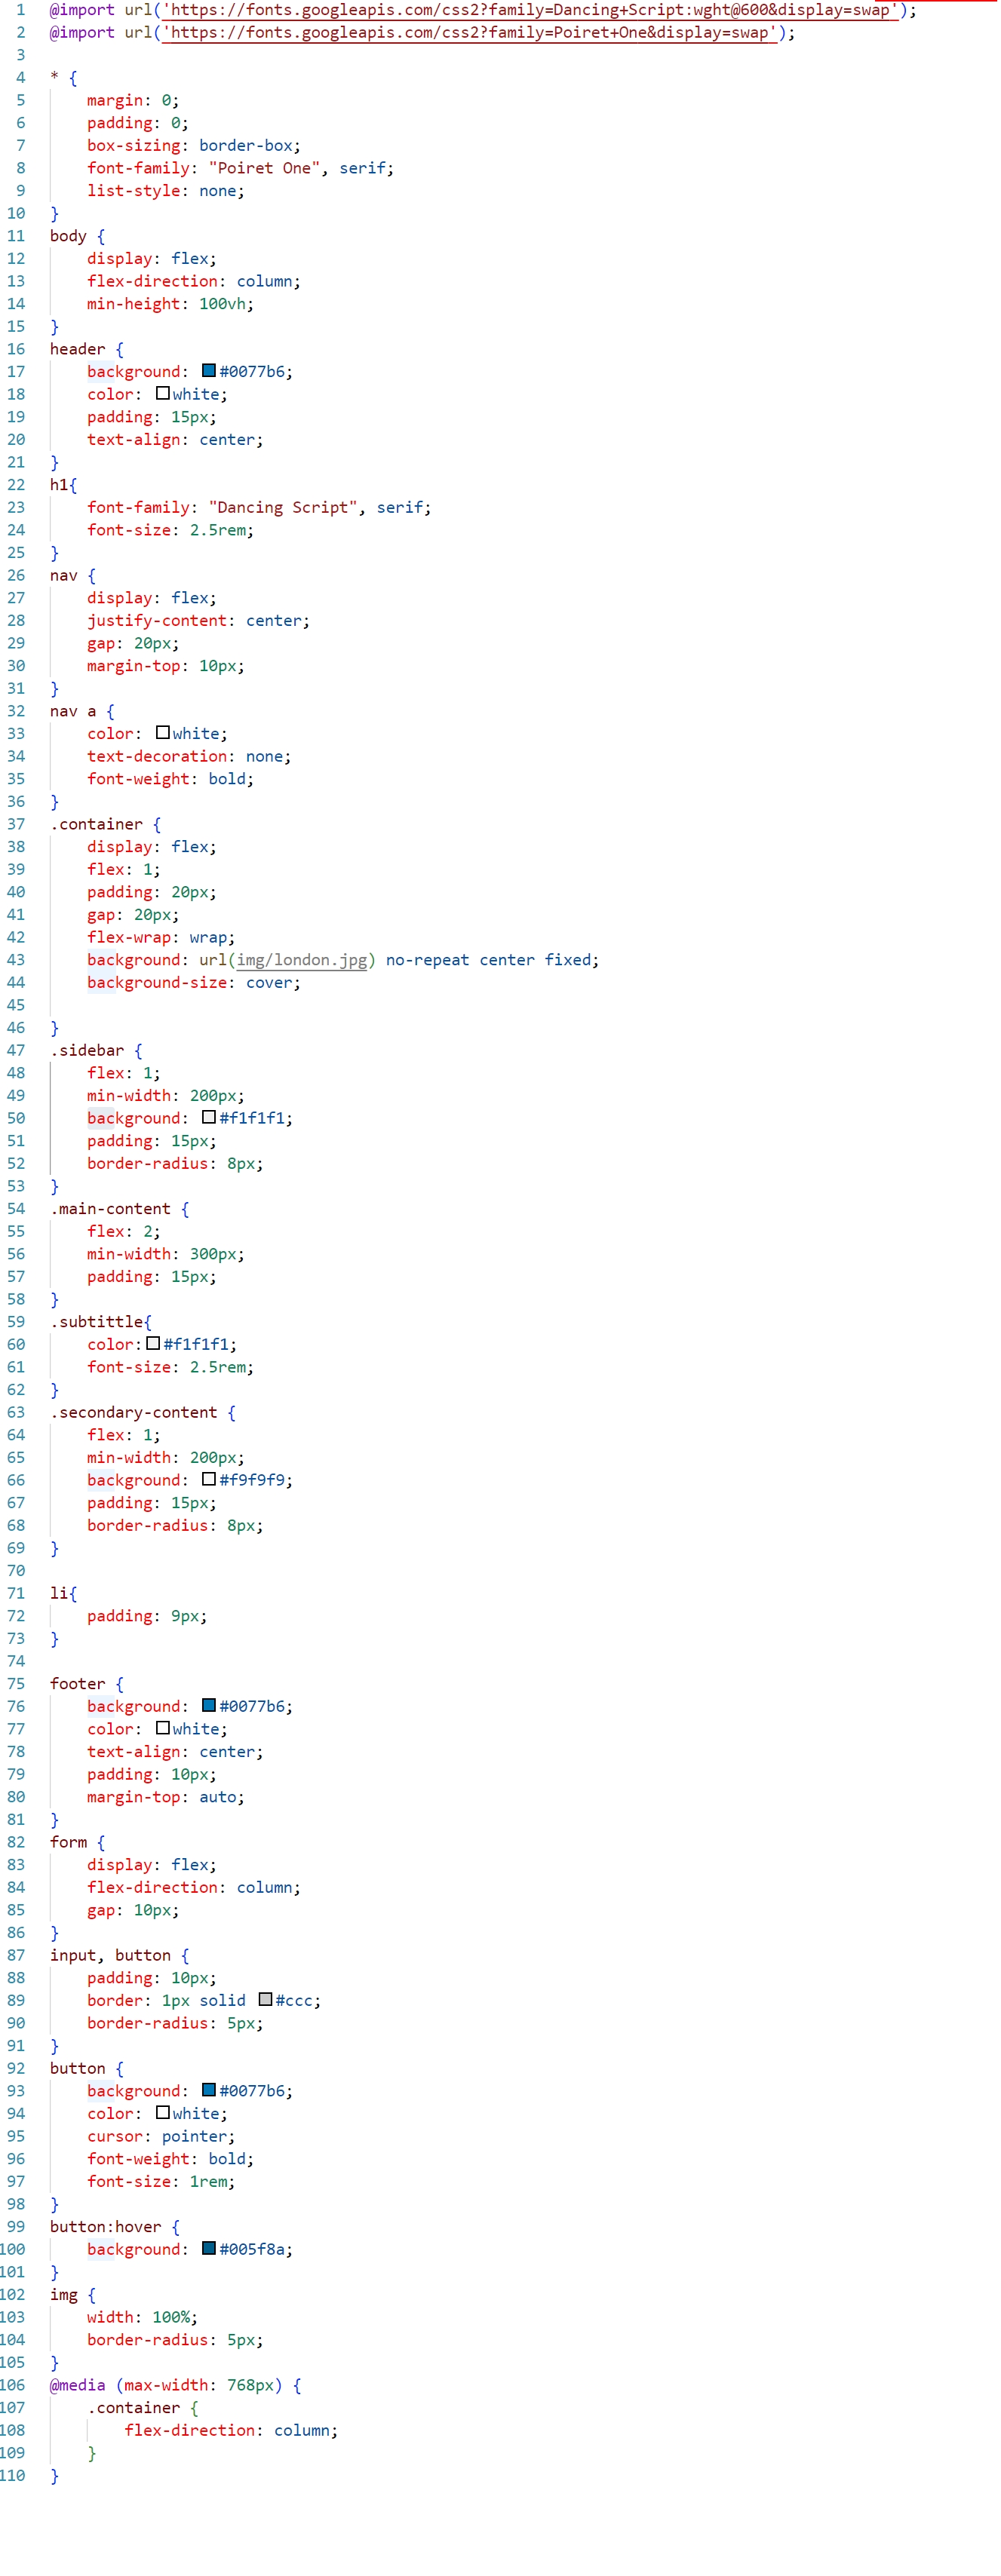 1 @import url('https://fonts.googleapis.com/css2?family=Dancing+Script:wght@600&display=swap');
2 @import url('https://fonts.googleapis.com/css2?family=Poiret+One&display=swap');
3
4 * {
5     margin: 0;
6     padding: 0;
7     box-sizing: border-box;
8     font-family: "Poiret One", serif;
9     list-style: none;
10 }
11 body {
12     display: flex;
13     flex-direction: column;
14     min-height: 100vh;
15 }
16 header {
17     background: #0077b6;
18     color: white;
19     padding: 15px;
20     text-align: center;
21 }
22 h1{
23     font-family: "Dancing Script", serif;
24     font-size: 2.5rem;
25 }
26 nav {
27     display: flex;
28     justify-content: center;
29     gap: 20px;
30     margin-top: 10px;
31 }
32 nav a {
33     color: white;
34     text-decoration: none;
35     font-weight: bold;
36 }
37 .container {
38     display: flex;
39     flex: 1;
40     padding: 20px;
41     gap: 20px;
42     flex-wrap: wrap;
43     background: url(img/london.jpg) no-repeat center fixed;
44     background-size: cover;
45
46 }
47 .sidebar {
48     flex: 1;
49     min-width: 200px;
50     background: #f1f1f1;
51     padding: 15px;
52     border-radius: 8px;
53 }
54 .main-content {
55     flex: 2;
56     min-width: 300px;
57     padding: 15px;
58 }
59 .subtittle{
60     color: #f1f1f1;
61     font-size: 2.5rem;
62 }
63 .secondary-content {
64     flex: 1;
65     min-width: 200px;
66     background: #f9f9f9;
67     padding: 15px;
68     border-radius: 8px;
69 }
70
71 li{
72     padding: 9px;
73 }
74
75 footer {
76     background: #0077b6;
77     color: white;
78     text-align: center;
79     padding: 10px;
80     margin-top: auto;
81 }
82 form {
83     display: flex;
84     flex-direction: column;
85     gap: 10px;
86 }
87 input, button {
88     padding: 10px;
89     border: 1px solid #ccc;
90     border-radius: 5px;
91 }
92 button {
93     background: #0077b6;
94     color: white;
95     cursor: pointer;
96     font-weight: bold;
97     font-size: 1rem;
98 }
99 button:hover {
100     background: #005f8a;
101 }
102 img {
103     width: 100%;
104     border-radius: 5px;
105 }
106 @media (max-width: 768px) {
107     .container {
108         flex-direction: column;
109     }
110 }